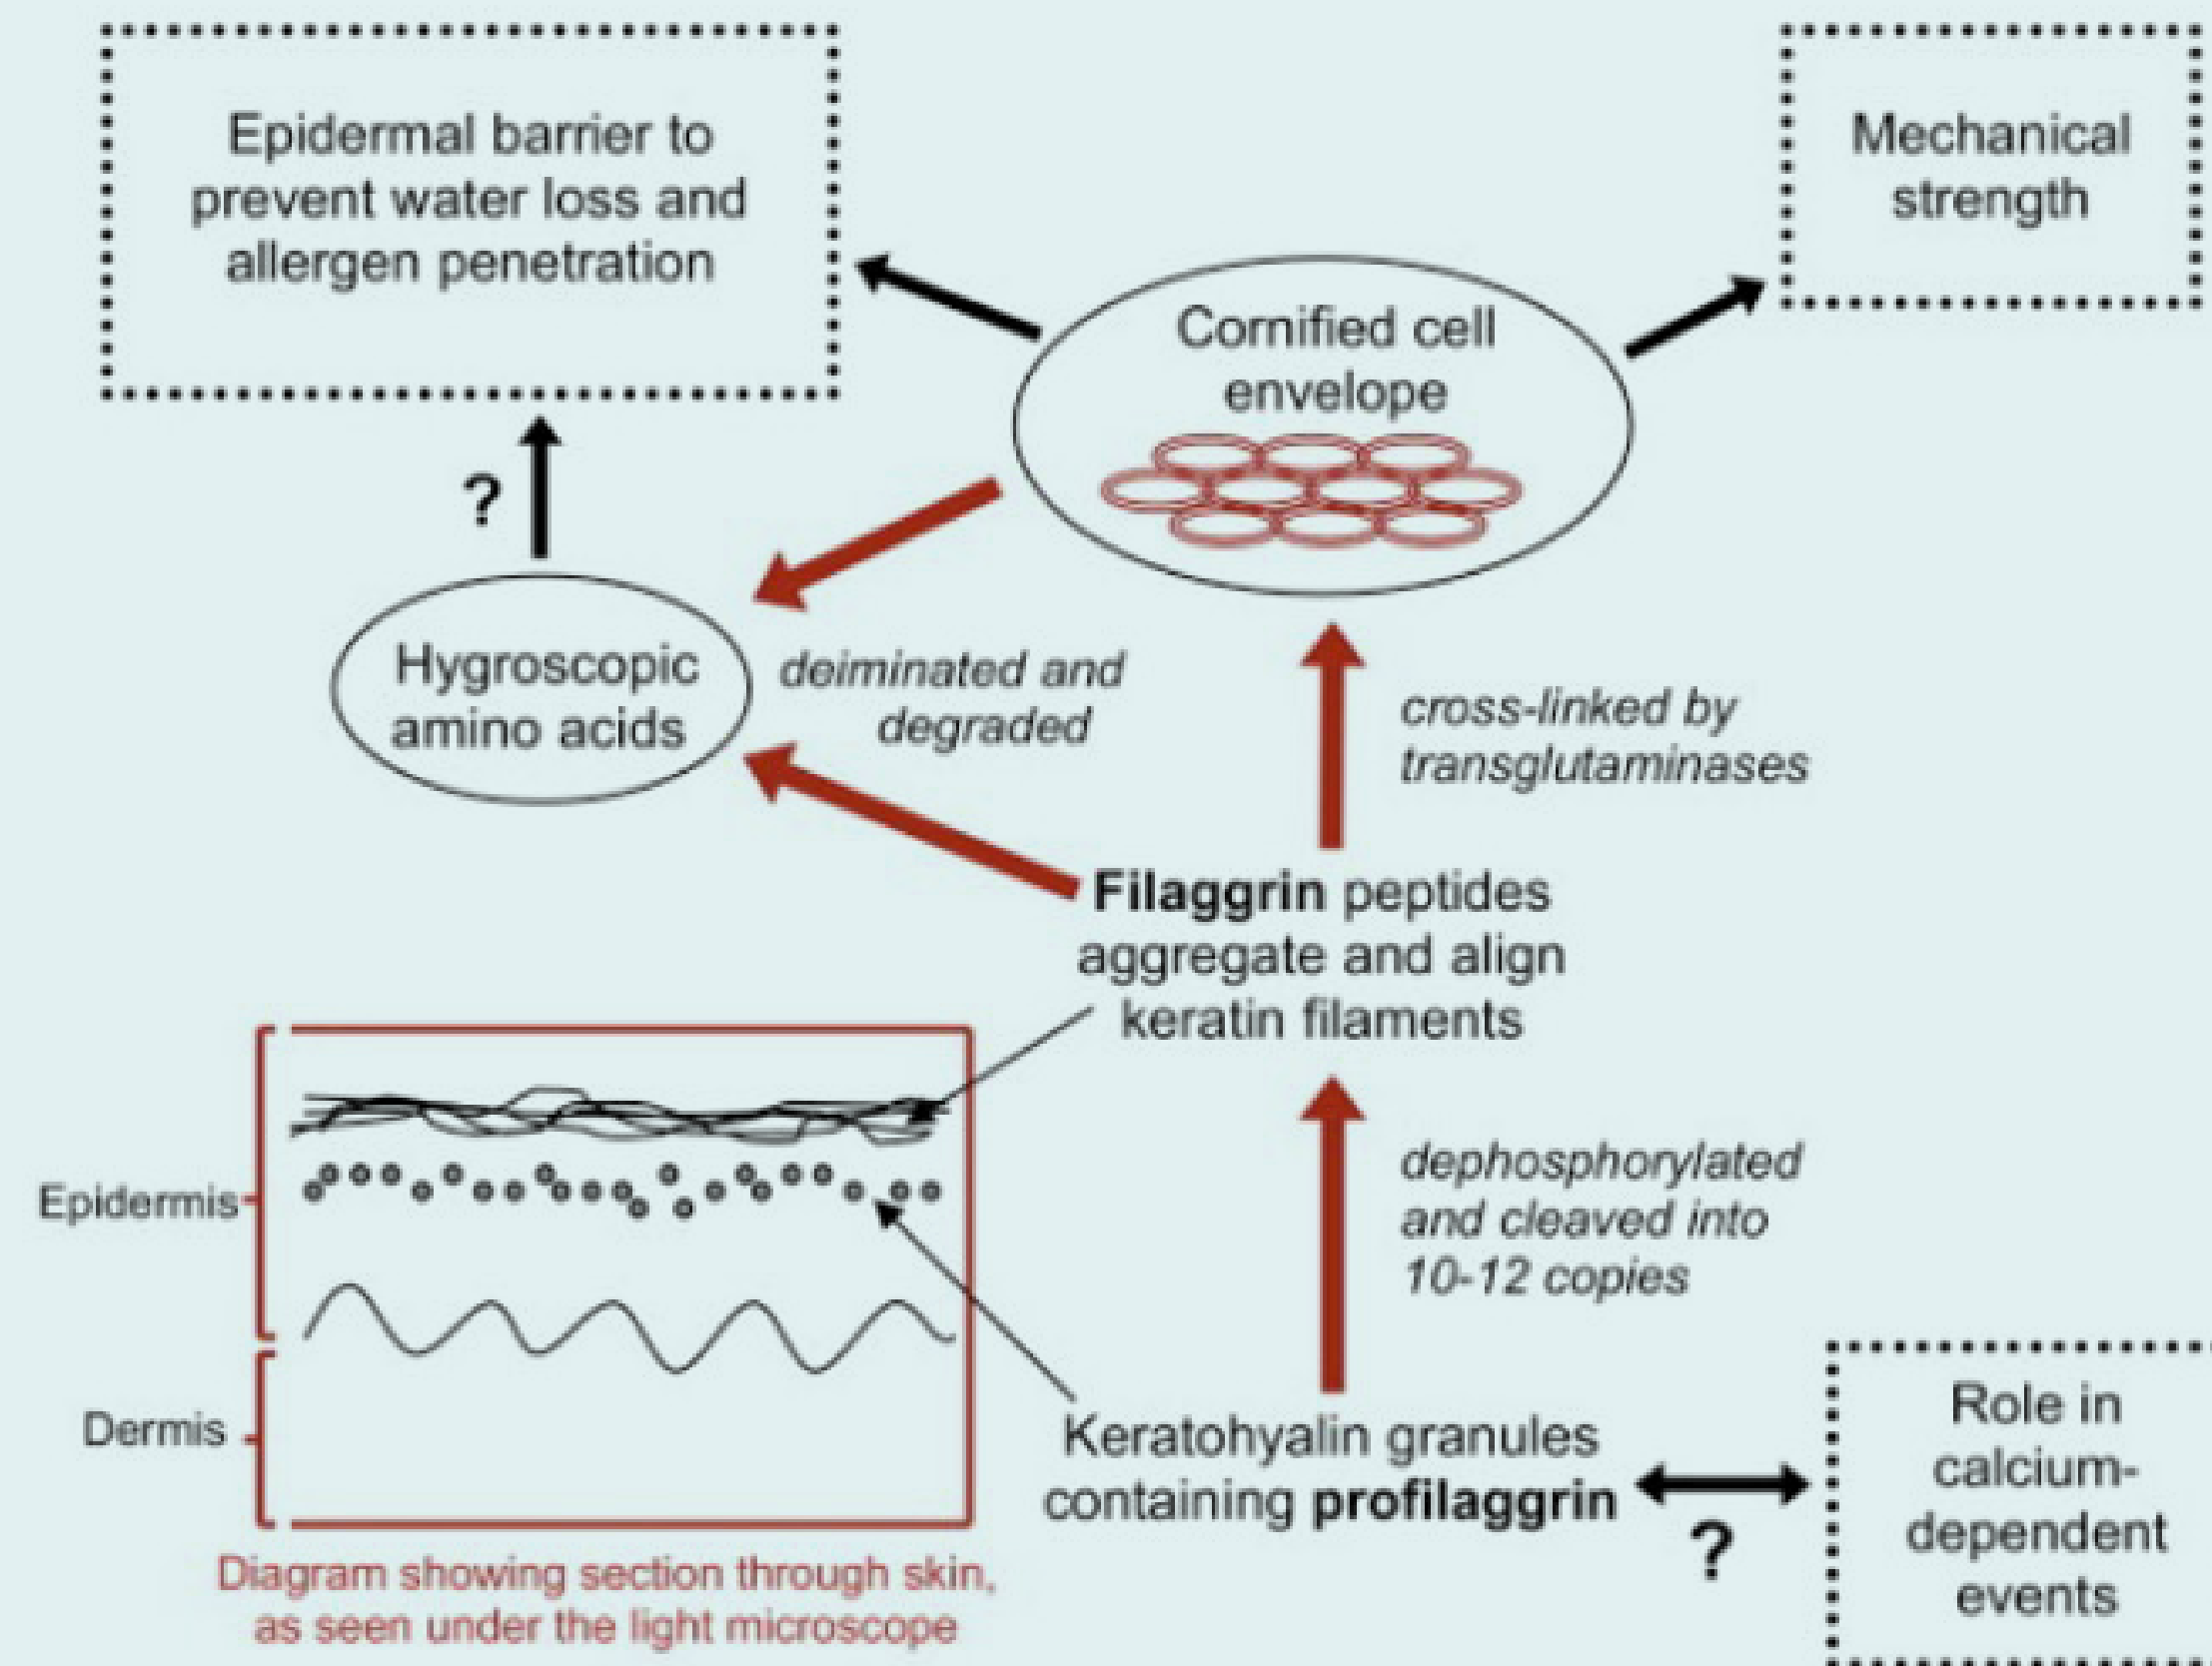 Epidermal barrier to
prevent water loss and
allergen penetration
Mechanical
strength
Cornified cell
envelope
?
Hygroscopic
amino acids
deiminated and
degraded
cross-linked by
transglutaminases
Filaggrin peptides
aggregate and align
keratin filaments
Epidermis
dephosphorylated
and cleaved into
10-12 copies
Dermis
Keratohyalin granules
containing profilaggrin
?
Role in
calcium-
dependent
events
Diagram showing section through skin,
as seen under the light microscope